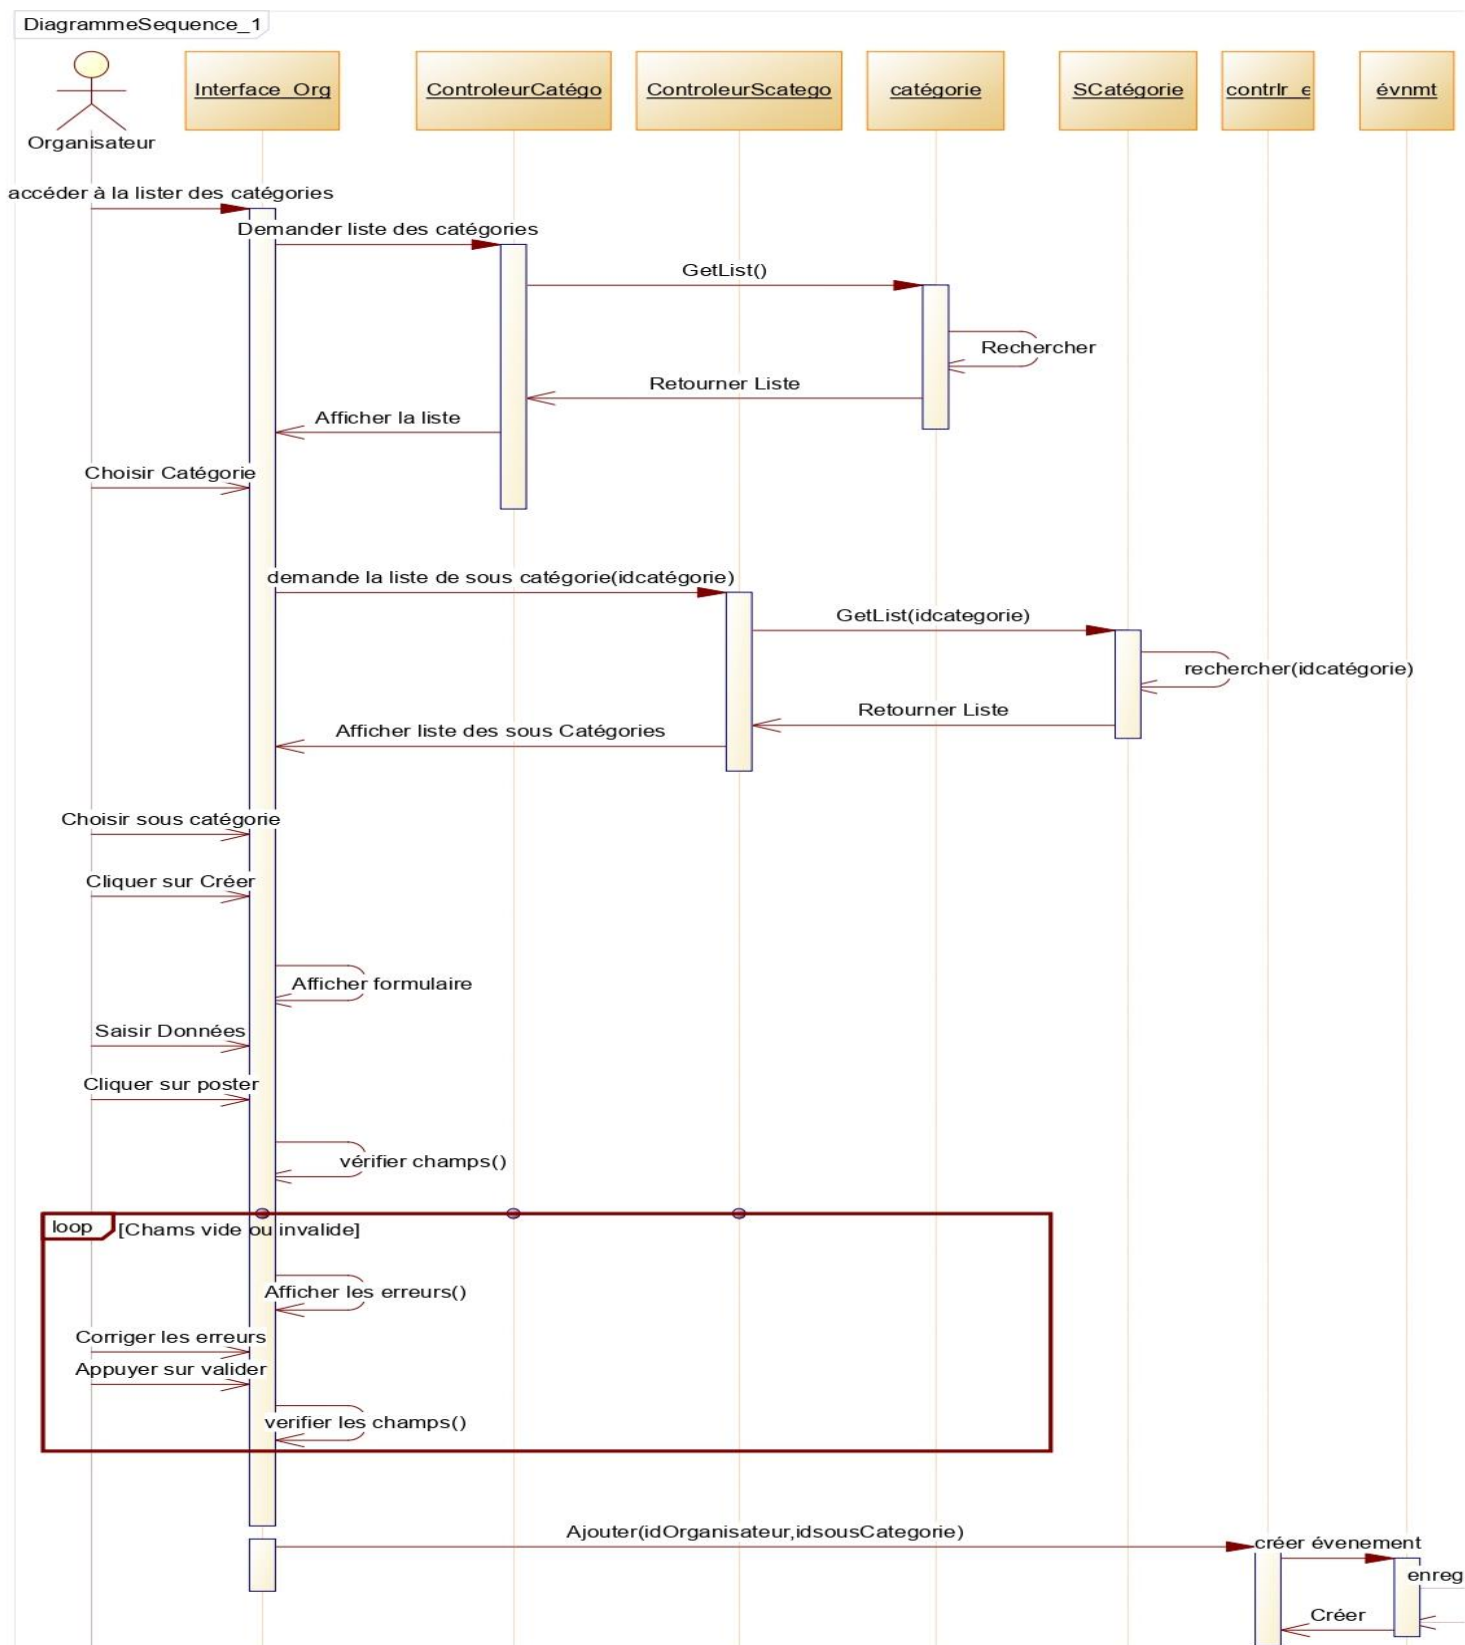 DiagrammeSequence_1
Organisateur
Interface_Org
ControleurCatégo
ControleurScatego
catégorie
SCatégorie
contrlr_e
évnmt
accéder à la lister des catégories
Demander liste des catégories
GetList()
Rechercher
Retourner Liste
Afficher la liste
Choisir Catégorie
demande la liste de sous catégorie(idcatégorie)
GetList(idcategorie)
rechercher(idcatégorie)
Retourner Liste
Afficher liste des sous Catégories
Choisir sous catégorie
Cliquer sur Créer
Afficher formulaire
Saisir Données
Cliquer sur poster
vérifier champs()
loop
[Chams vide ou invalide]
Afficher les erreurs()
Corriger les erreurs
Appuyer sur valider
verifier les champs()
Ajouter(idOrganisateur,idsousCategorie)
créer évenement
enreg
Créer